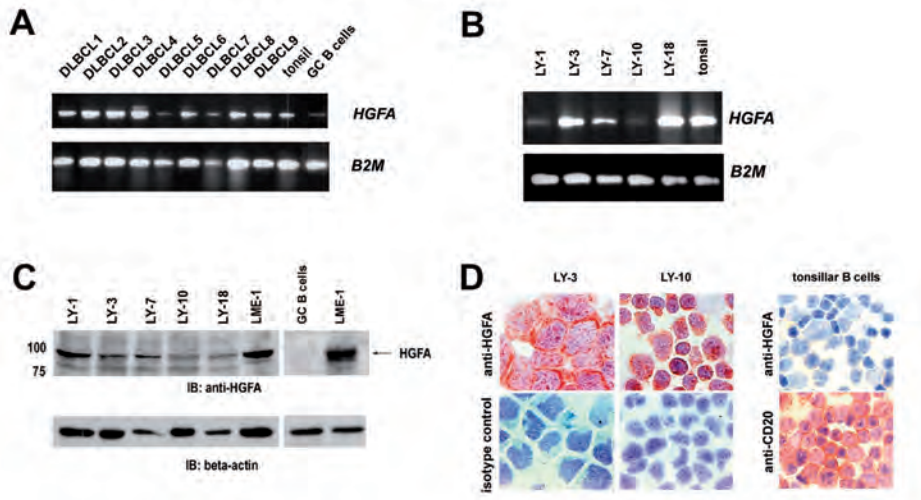 A
DLBCL1 DLBCL2 DLBCL3 DLBCL4 DLBCL5 DLBCL6 DLBCL7 DLBCL8 DLBCL9 tonsil GC B cells
HGFA
B2M
B
LY-1 LY-3 LY-7 LY-10 LY-18 tonsil
HGFA
B2M
C
LY-1 LY-3 LY-7 LY-10 LY-18 LME-1 GC B cells LME-1
100
75
HGFA
IB: anti-HGFA
IB: beta-actin
D
LY-3 LY-10 tonsillar B cells
anti-HGFA anti-HGFA
isotype control anti-CD20